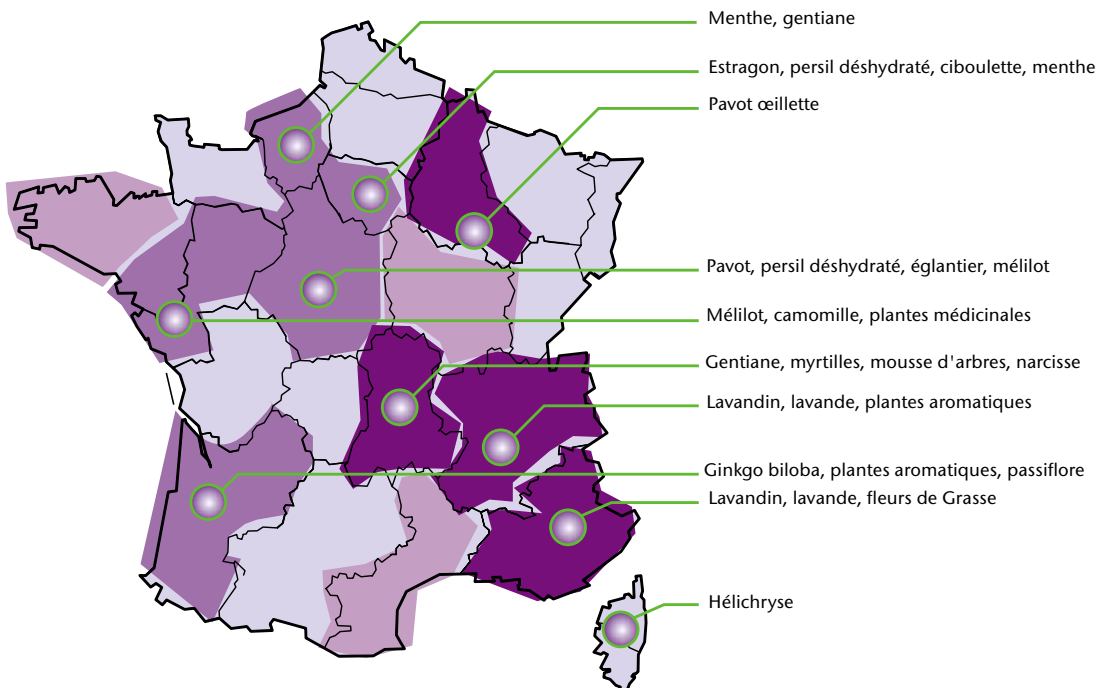 Menthe, gentiane
Estragon, persil déshydraté, ciboulette, menthe
Pavot œillette
Pavot, persil déshydraté, églantier, mélilot
Mélilot, camomille, plantes médicinales
Gentiane, myrtilles, mousse d'arbres, narcisse
Lavandin, lavande, plantes aromatiques
Ginkgo biloba, plantes aromatiques, passiflore
Lavandin, lavande, fleurs de Grasse
Hélichryse